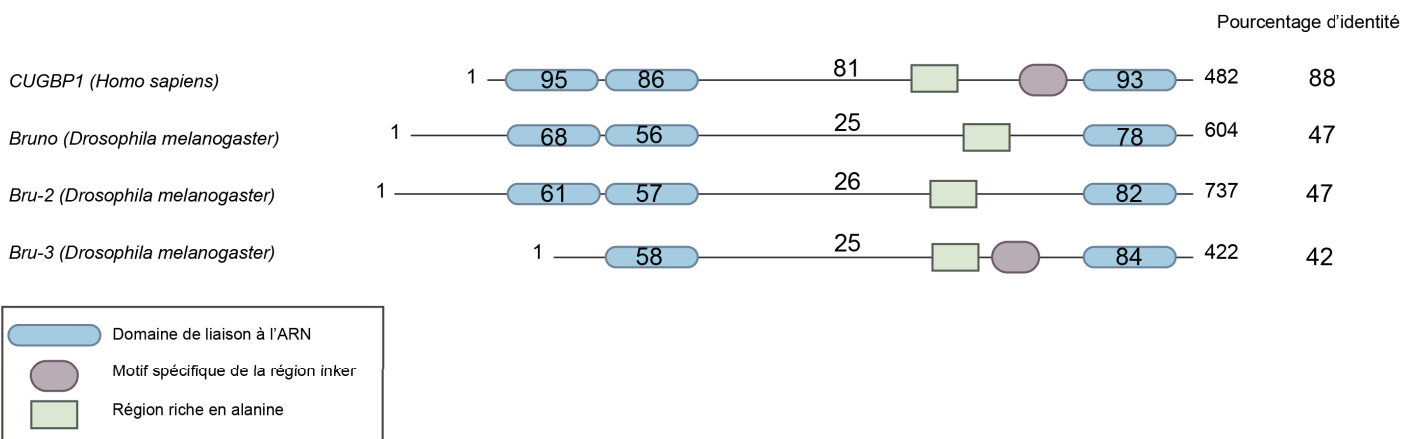 Pourcentage d'identité
CUGBP1 (Homo sapiens) 1 95 86 81 93 482 88
Bruno (Drosophila melanogaster) 1 68 56 25 78 604 47
Bru-2 (Drosophila melanogaster) 1 61 57 26 82 737 47
Bru-3 (Drosophila melanogaster) 1 58 25 84 422 42
Domaine de liaison à l'ARN
Motif spécifique de la région inker
Région riche en alanine